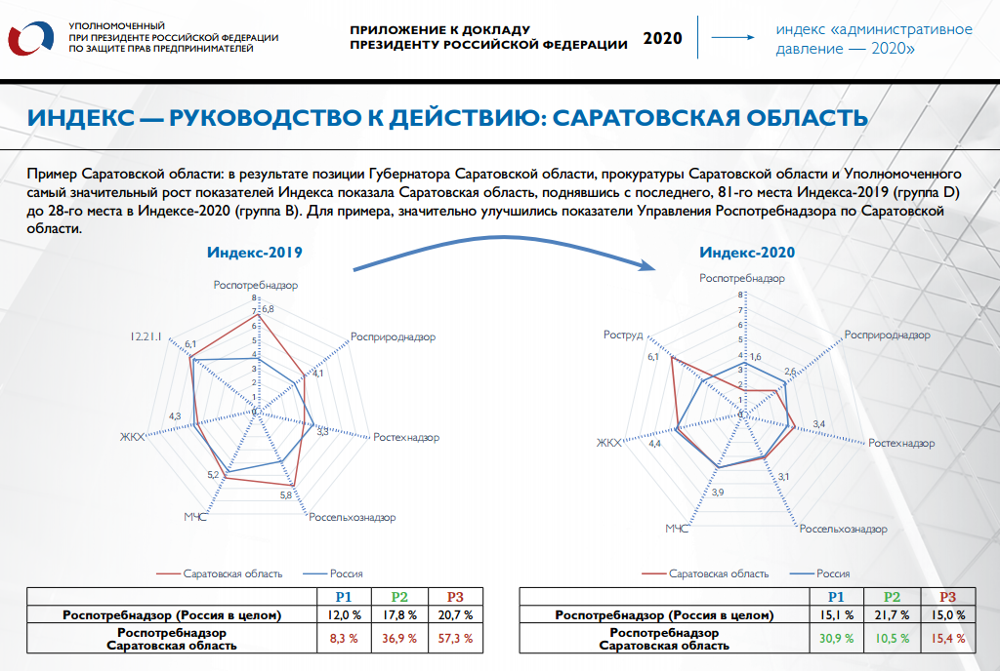 УПОЛНОМОЧЕННЫЙ
ПРИ ПРЕЗИДЕНТЕ РОССИЙСКОЙ ФЕДЕРАЦИИ
ПО ЗАЩИТЕ ПРАВ ПРЕДПРИНИМАТЕЛЕЙ
ПРИЛОЖЕНИЕ К ДОКЛАДУ
ПРЕЗИДЕНТУ РОССИЙСКОЙ ФЕДЕРАЦИИ
2020
индекс «административное
давление — 2020»
ИНДЕКС — РУКОВОДСТВО К ДЕЙСТВИЮ: САРАТОВСКАЯ ОБЛАСТЬ
Пример Саратовской области: в результате позиции Губернатора Саратовской области, прокуратуры Саратовской области и Уполномоченного
самый значительный рост показателей Индекса показала Саратовская область, поднявшись с последнего, 81-го места Индекса-2019 (группа D)
до 28-го места в Индексе-2020 (группа B). Для примера, значительно улучшились показатели Управления Роспотребнадзора по Саратовской
области.
Индекс-2019
Роспотребнадзор
8
7
6,8
6
5
4
3
2
1
0
12.21.1
6,1
Росприроднадзор
4,1
ЖКХ
4,3
3,3
Ростехнадзор
5,2
5,8
МЧС
Россельхознадзор
Саратовская область
Россия
P1 P2 P3
Роспотребнадзор (Россия в целом) 12,0 % 17,8 % 20,7 %
Роспотребнадзор
Саратовская область 8,3 % 36,9 % 57,3 %
Индекс-2020
Роспотребнадзор
8
7
6
5
4
3
2
1
0
1,6
Роструд
6,1
Росприроднадзор
2,6
ЖКХ
4,4
3,4
Ростехнадзор
3,9
3,1
МЧС
Россельхознадзор
Саратовская область
Россия
P1 P2 P3
Роспотребнадзор (Россия в целом) 15,1 % 21,7 % 15,0 %
Роспотребнадзор
Саратовская область 30,9 % 10,5 % 15,4 %